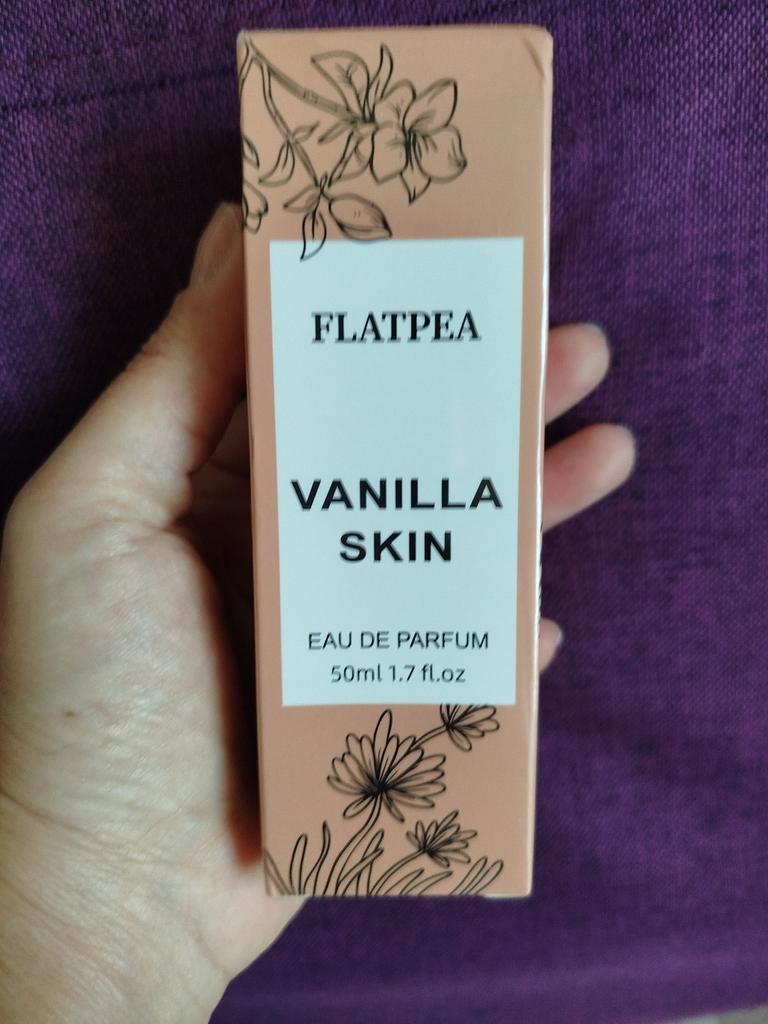 FLATPEA
VANILLA
SKIN
EAU DE PARFUM
50ml 1.7 fl.oz